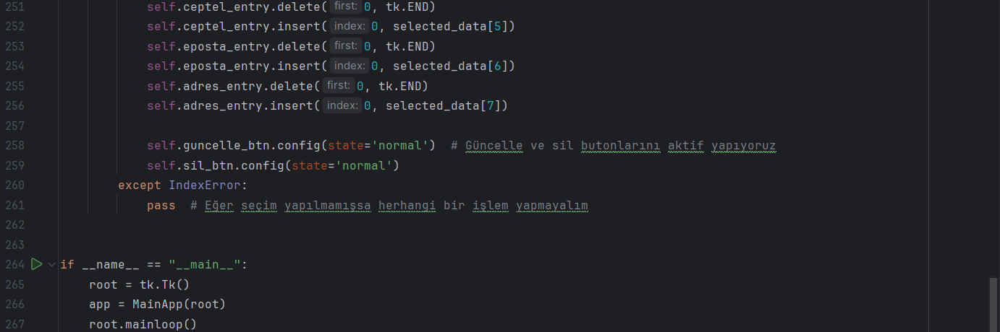 251 self.ceptel_entry.delete(first: 0, tk.END)
252 self.ceptel_entry.insert(index: 0, selected_data[5])
253 self.eposta_entry.delete(first: 0, tk.END)
254 self.eposta_entry.insert(index: 0, selected_data[6])
255 self.adres_entry.delete(first: 0, tk.END)
256 self.adres_entry.insert(index: 0, selected_data[7])
257
258 self.guncelle_btn.config(state='normal')  # Güncelle ve sil butonlarını aktif yapıyoruz
259 self.sil_btn.config(state='normal')
260 except IndexError:
261 pass  # Eğer seçim yapılmamışsa herhangi bir işlem yapmayalım
262
263
264 if __name__ == "__main__":
265 root = tk.Tk()
266 app = MainApp(root)
267 root.mainloop()